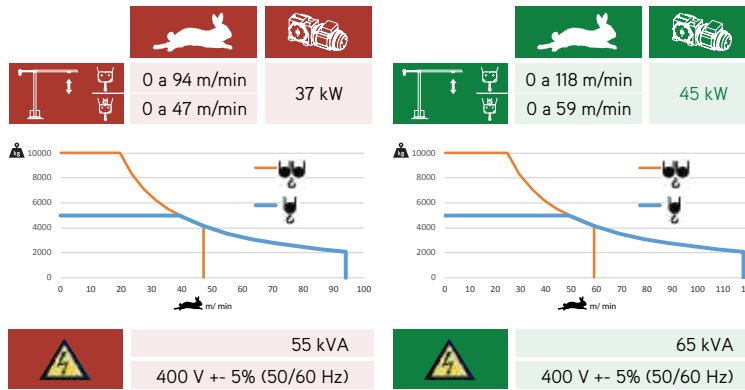 0 a 94 m/min
37 kW
0 a 47 m/min
0 a 118 m/min
45 kW
0 a 59 m/min
kg
10000
8000
6000
4000
2000
0
0 10 20 30 40 50 60 70 80 90 100
m/ min
kg
10000
8000
6000
4000
2000
0
0 10 20 30 40 50 60 70 80 90 100 110
m/ min
55 kVA
400 V +- 5% (50/60 Hz)
65 kVA
400 V +- 5% (50/60 Hz)